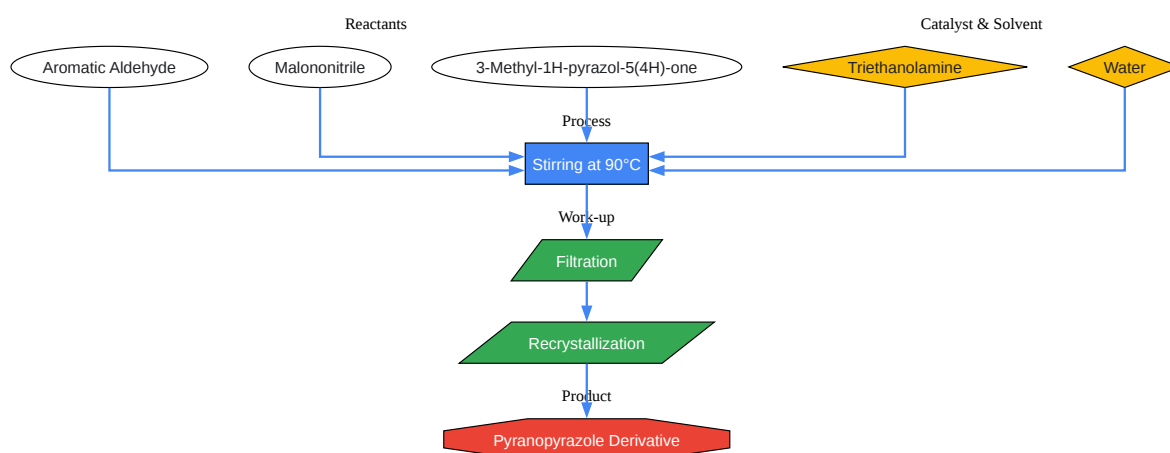 Reactants
Catalyst & Solvent
Aromatic Aldehyde
Malononitrile
3-Methyl-1H-pyrazol-5(4H)-one
Triethanolamine
Water
Process
Stirring at 90°C
Work-up
Filtration
Recrystallization
Product
Pyranopyrazole Derivative